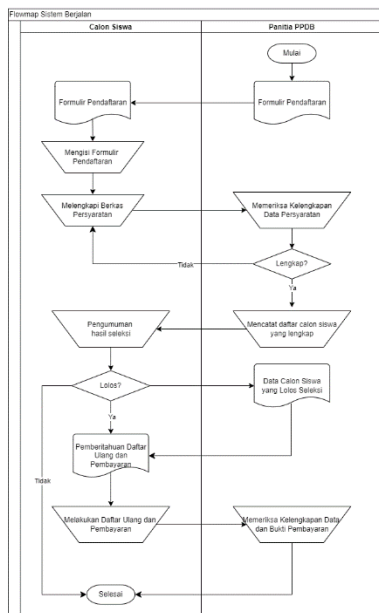 Flowmap Sistem Berjalan
Calon Siswa
Panitia PPDB
Mulai
Formulir Pendaftaran
Formulir Pendaftaran
Mengisi Formulir
Pendaftaran
Melengkapi Berkas
Persyaratan
Memeriksa Kelengkapan
Data Persyaratan
Tidak
Lengkap?
Ya
Pengumuman
hasil seleksi
Mencatat daftar calon siswa
yang lengkap
Lolos?
Data Calon Siswa
yang Lolos Seleksi
Ya
Pemberitahuan Daftar
Ulang dan
Pembayaran
Tidak
Melakukan Daftar Ulang dan
Pembayaran
Memeriksa Kelengkapan Data
dan Bukti Pembayaran
Selesai